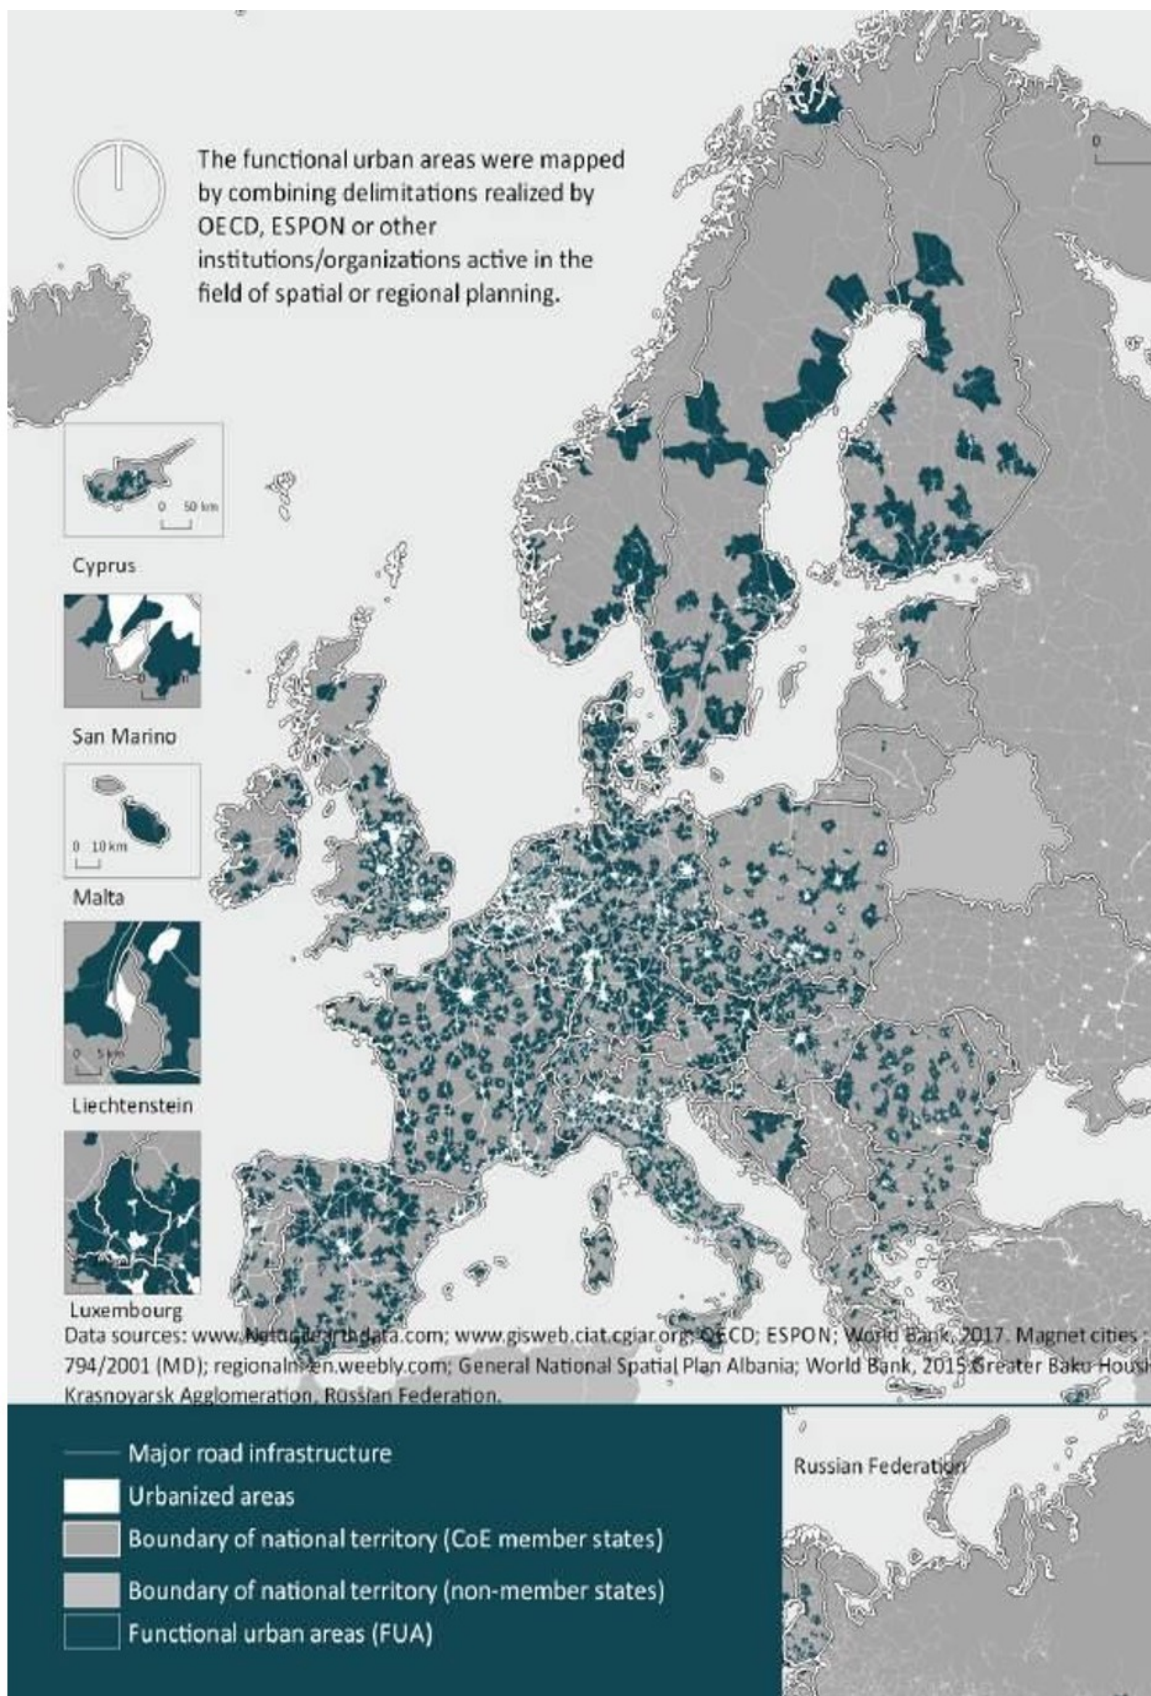 The functional urban areas were mapped
by combining delimitations realized by
OECD, ESPON or other
institutions/organizations active in the
field of spatial or regional planning.
0
0 50 km
Cyprus
San Marino
0 10 km
Malta
0 5 km
Liechtenstein
Luxembourg
Data sources: www.Naturalearthdata.com; www.gisweb.ciat.cgiar.org; OECD; ESPON; World Bank, 2017. Magnet cities ;
794/2001 (MD); regionalni-en.weebly.com; General National Spatial Plan Albania; World Bank, 2015.Greater Baku Housi
Krasnoyarsk Agglomeration, Russian Federation.
Major road infrastructure
Urbanized areas
Boundary of national territory (CoE member states)
Boundary of national territory (non-member states)
Functional urban areas (FUA)
Russian Federation